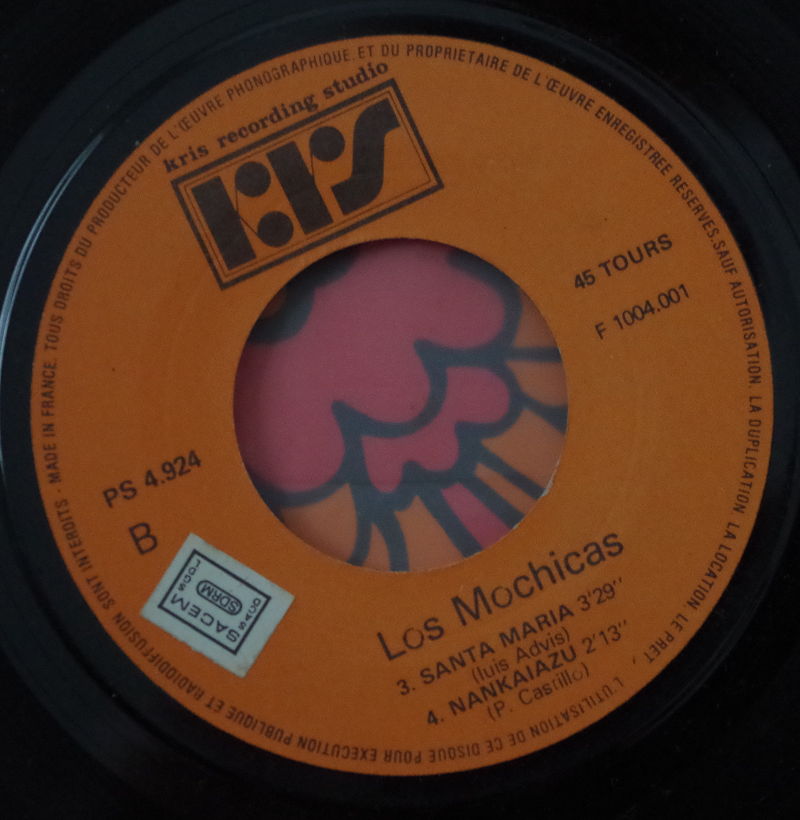 MADE IN FRANCE. TOUS DROITS DU PRODUCTEUR DE L'ŒUVRE PHONOGRAPHIQUE ET DU PROPRIETAIRE DE L'ŒUVRE ENREGISTREE RESERVES. SAUF AUTORISATION. LA DUPLICATION. LA LOCATION. LE PRET, L'UTILISATION DE CE DISQUE POUR EXECUTION PUBLIQUE ET RADIODIFFUSION SONT INTERDITS -
kris recording studio
KRS
45 TOURS
F 1004.001
PS 4.924
B
SACEM
SACD
SDRM
SGDL
Los Mochicas
3. SANTA MARIA 3'29''
(luis Advis)
4. NANKAIAZU 2'13''
(P. Castillo)